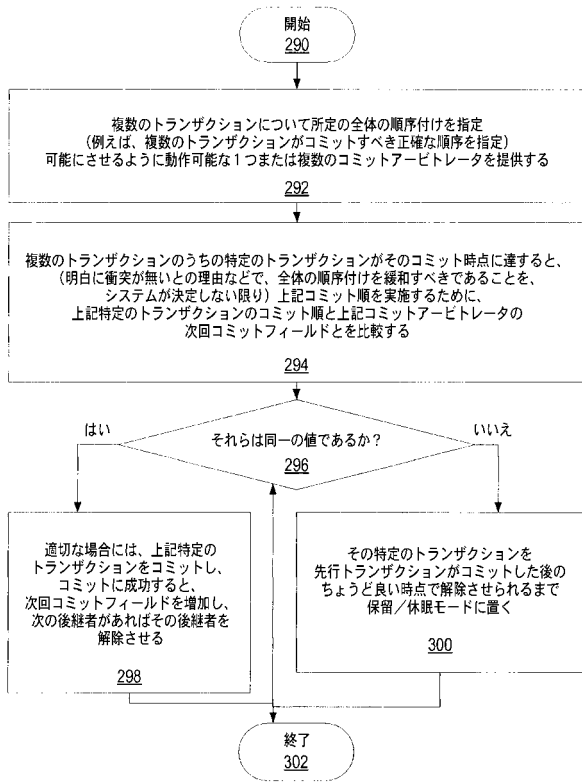 開始
290
複数のトランザクションについて所定の全体の順序付けを指定
(例えば、複数のトランザクションがコミットすべき正確な順序を指定)
可能にさせるように動作可能な1つまたは複数のコミットアービトレータを提供する
292
複数のトランザクションのうちの特定のトランザクションがそのコミット時点に達すると、
(明白に衝突が無いとの理由などで、全体の順序付けを緩和すべきであることを、
システムが決定しない限り)上記コミット順を実施するために、
上記特定のトランザクションのコミット順と上記コミットアービトレータの
次回コミットフィールドとを比較する
294
はい
それらは同一の値であるか?
いいえ
296
適切な場合には、上記特定の
トランザクションをコミットし、
コミットに成功すると、
次回コミットフィールドを増加し、
次の後継者があればその後継者を
解除させる
298
その特定のトランザクションを
先行トランザクションがコミットした後の
ちょうど良い時点で解除させられるまで
保留/休眠モードに置く
300
終了
302